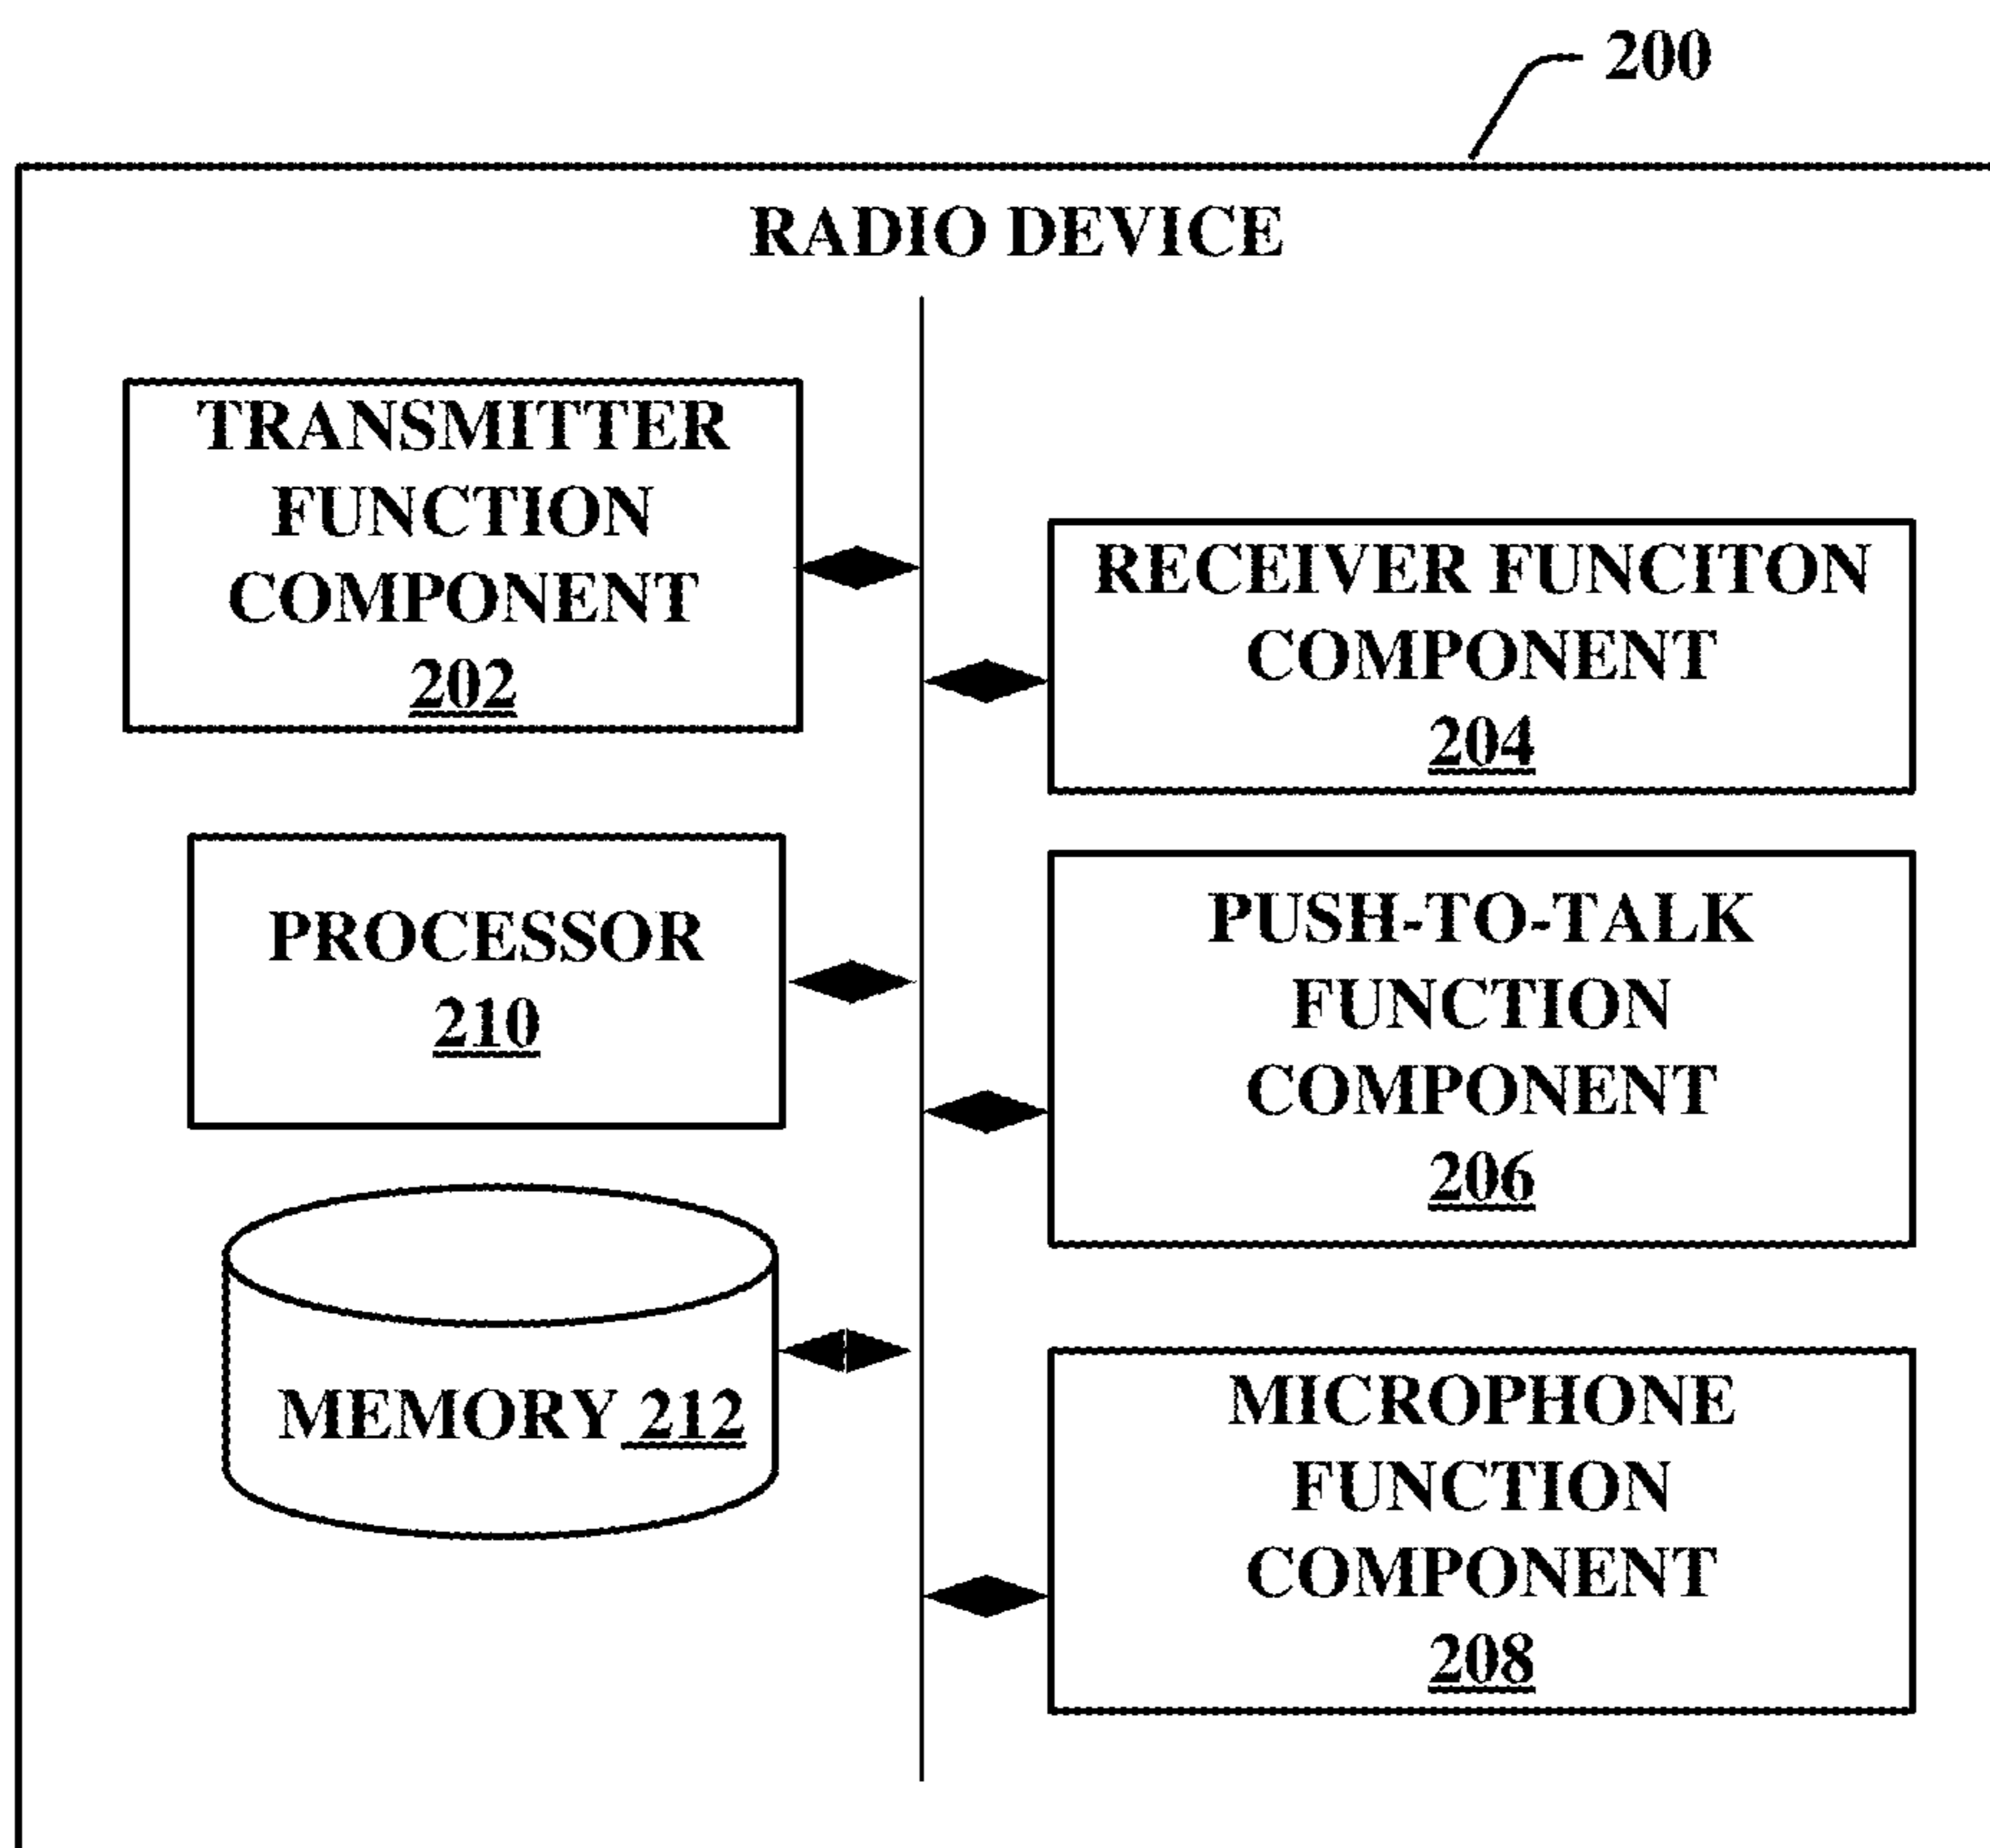 200
RADIO DEVICE
TRANSMITTER
FUNCTION
COMPONENT
202
RECEIVER FUNCITON
COMPONENT
204
PROCESSOR
210
PUSH-TO-TALK
FUNCTION
COMPONENT
206
MEMORY 212
MICROPHONE
FUNCTION
COMPONENT
208